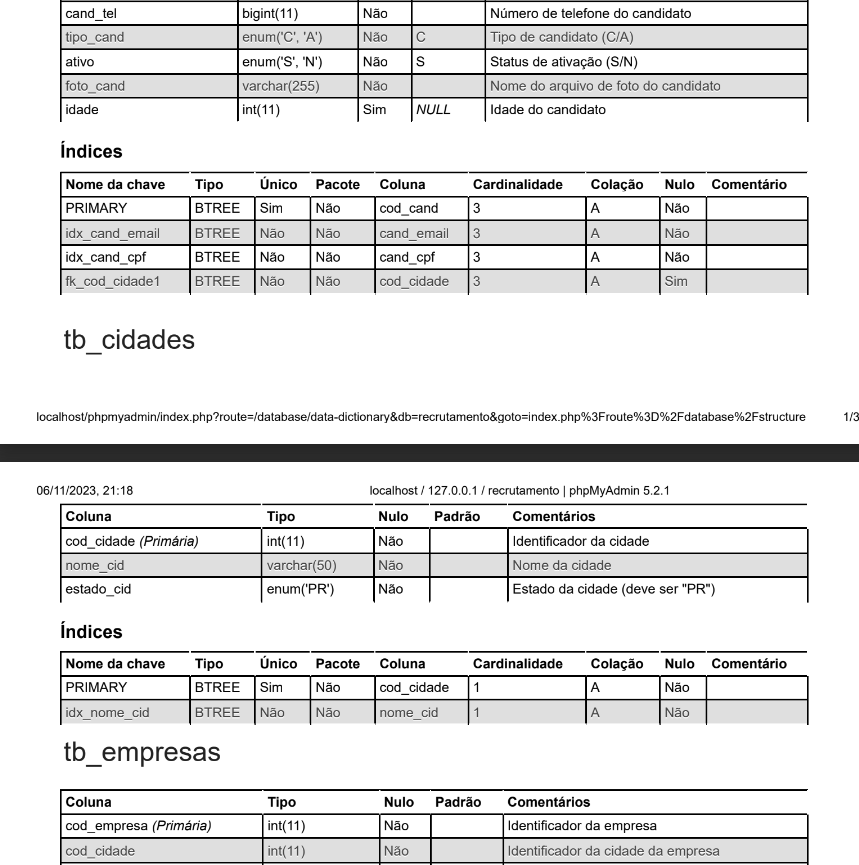 cand_tel bigint(11) Não Número de telefone do candidato
tipo_cand enum('C', 'A') Não C Tipo de candidato (C/A)
ativo enum('S', 'N') Não S Status de ativação (S/N)
foto_cand varchar(255) Não Nome do arquivo de foto do candidato
idade int(11) Sim NULL Idade do candidato
Índices
Nome da chave Tipo Único Pacote Coluna Cardinalidade Colação Nulo Comentário
PRIMARY BTREE Sim Não cod_cand 3 A Não
idx_cand_email BTREE Não Não cand_email 3 A Não
idx_cand_cpf BTREE Não Não cand_cpf 3 A Não
fk_cod_cidade1 BTREE Não Não cod_cidade 3 A Sim
tb_cidades
localhost/phpmyadmin/index.php?route=/database/data-dictionary&db=recrutamento&goto=index.php%3Froute%3D%2Fdatabase%2Fstructure 1/3
06/11/2023, 21:18 localhost / 127.0.0.1 / recrutamento | phpMyAdmin 5.2.1
Coluna Tipo Nulo Padrão Comentários
cod_cidade (Primária) int(11) Não Identificador da cidade
nome_cid varchar(50) Não Nome da cidade
estado_cid enum('PR') Não Estado da cidade (deve ser "PR")
Índices
Nome da chave Tipo Único Pacote Coluna Cardinalidade Colação Nulo Comentário
PRIMARY BTREE Sim Não cod_cidade 1 A Não
idx_nome_cid BTREE Não Não nome_cid 1 A Não
tb_empresas
Coluna Tipo Nulo Padrão Comentários
cod_empresa (Primária) int(11) Não Identificador da empresa
cod_cidade int(11) Não Identificador da cidade da empresa